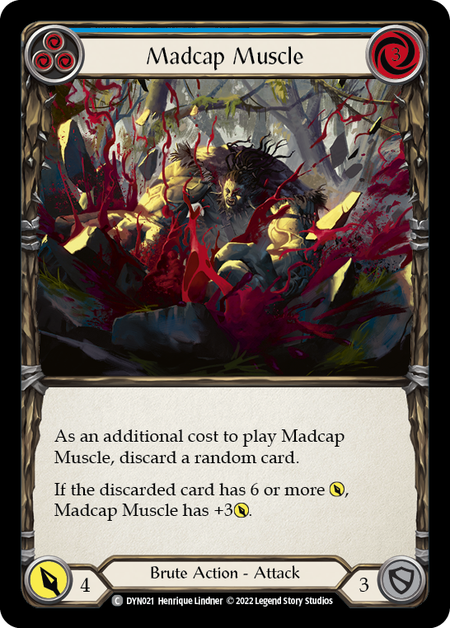 Madcap Muscle
3
As an additional cost to play Madcap
Muscle, discard a random card.
If the discarded card has 6 or more ,
Madcap Muscle has +3.
4
Brute Action - Attack
3
C DYN021 Henrique Lindner © 2022 Legend Story Studios